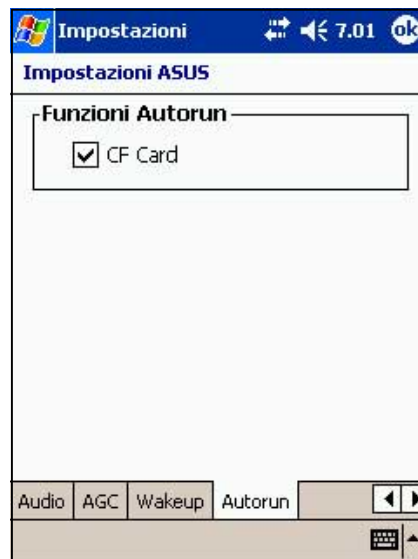 Impostazioni 7.01 ok
Impostazioni ASUS
Funzioni Autorun
CF Card
Audio AGC Wakeup Autorun